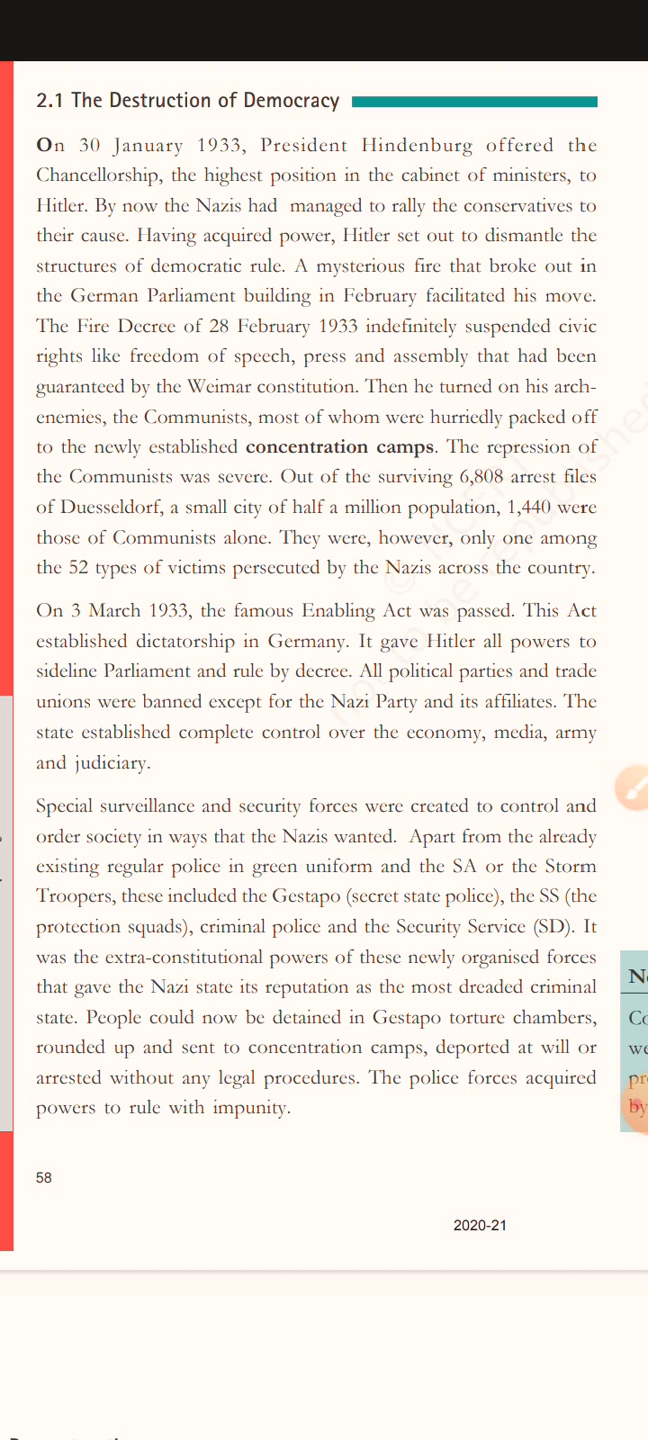 2.1 The Destruction of Democracy
On 30 January 1933, President Hindenburg offered the
Chancellorship, the highest position in the cabinet of ministers, to
Hitler. By now the Nazis had managed to rally the conservatives to
their cause. Having acquired power, Hitler set out to dismantle the
structures of democratic rule. A mysterious fire that broke out in
the German Parliament building in February facilitated his move.
The Fire Decree of 28 February 1933 indefinitely suspended civic
rights like freedom of speech, press and assembly that had been
guaranteed by the Weimar constitution. Then he turned on his arch-
enemies, the Communists, most of whom were hurriedly packed off
to the newly established concentration camps. The repression of
the Communists was severe. Out of the surviving 6,808 arrest files
of Duesseldorf, a small city of half a million population, 1,440 were
those of Communists alone. They were, however, only one among
the 52 types of victims persecuted by the Nazis across the country.
On 3 March 1933, the famous Enabling Act was passed. This Act
established dictatorship in Germany. It gave Hitler all powers to
sideline Parliament and rule by decree. All political parties and trade
unions were banned except for the Nazi Party and its affiliates. The
state established complete control over the economy, media, army
and judiciary.
Special surveillance and security forces were created to control and
order society in ways that the Nazis wanted. Apart from the already
existing regular police in green uniform and the SA or the Storm
Troopers, these included the Gestapo (secret state police), the SS (the
protection squads), criminal police and the Security Service (SD). It
was the extra-constitutional powers of these newly organised forces
that gave the Nazi state its reputation as the most dreaded criminal
state. People could now be detained in Gestapo torture chambers,
rounded up and sent to concentration camps, deported at will or
arrested without any legal procedures. The police forces acquired
powers to rule with impunity.
58
2020-21
by